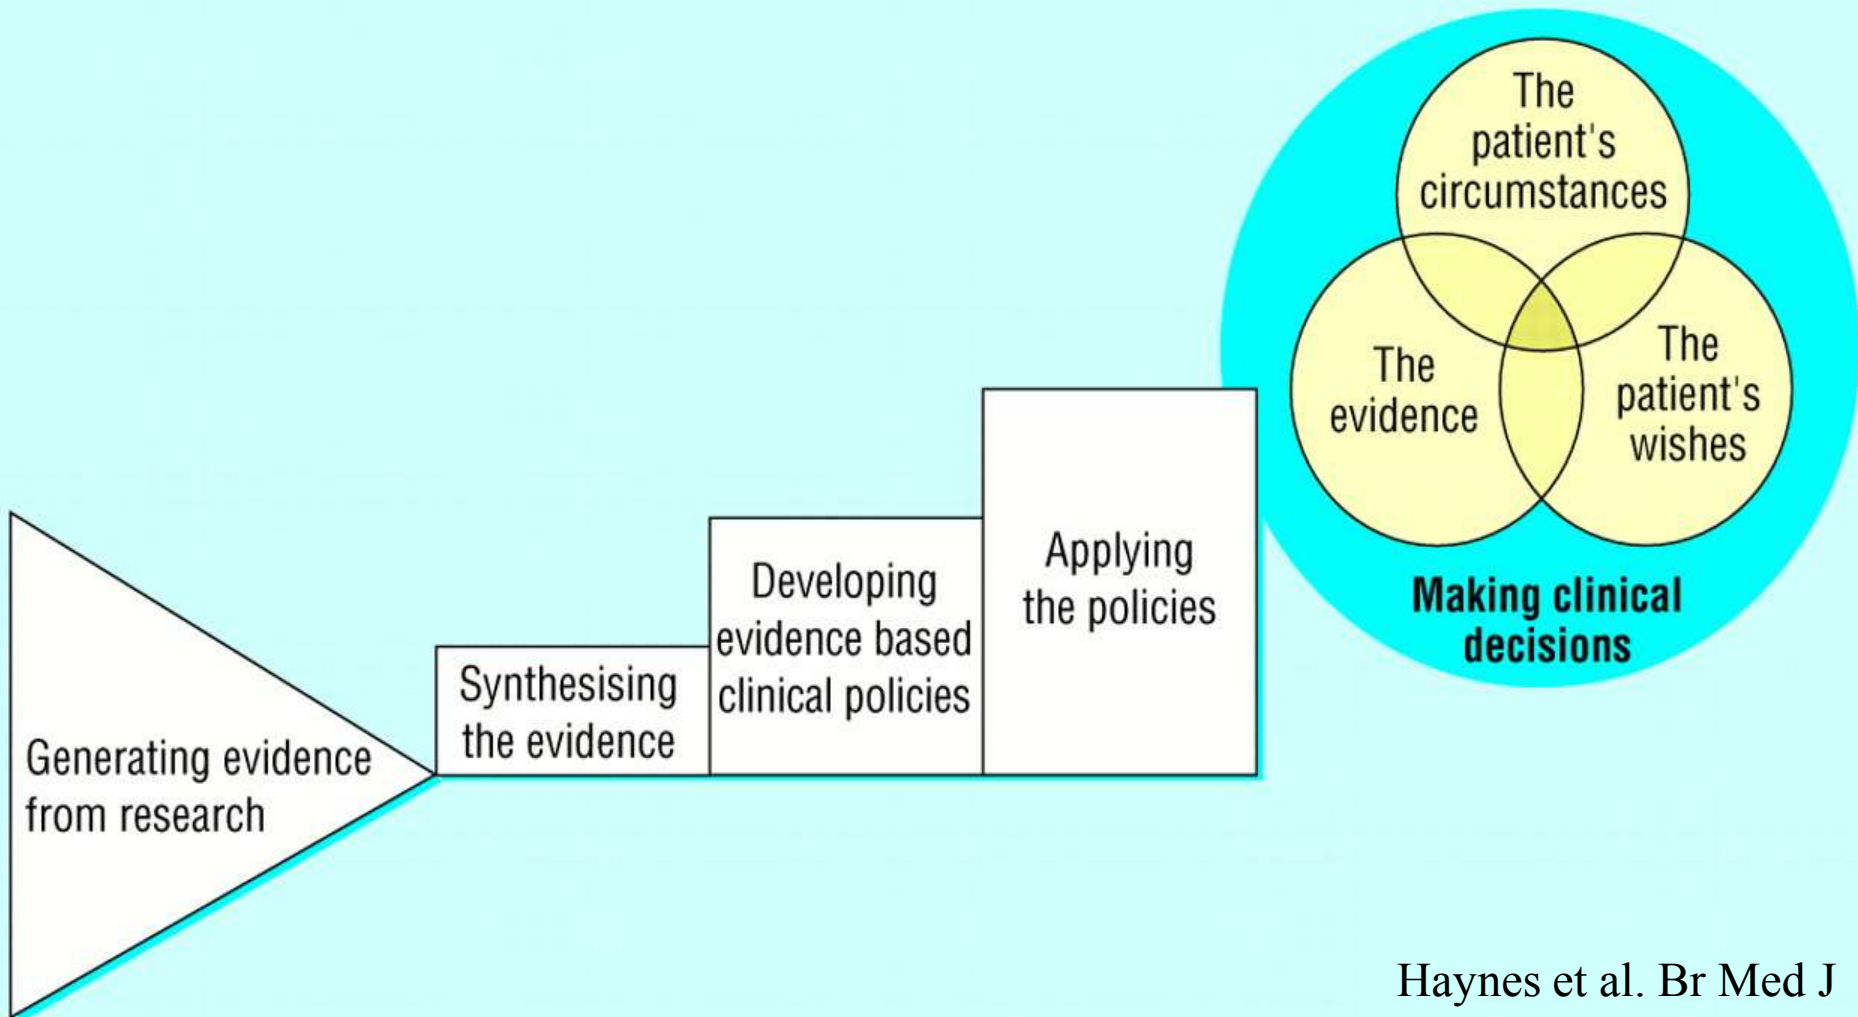 Generating evidence
from research
Synthesising
the evidence
Developing
evidence based
clinical policies
Applying
the policies
The
patient's
circumstances
The
evidence
The
patient's
wishes
Making clinical
decisions
Haynes et al. Br Med J